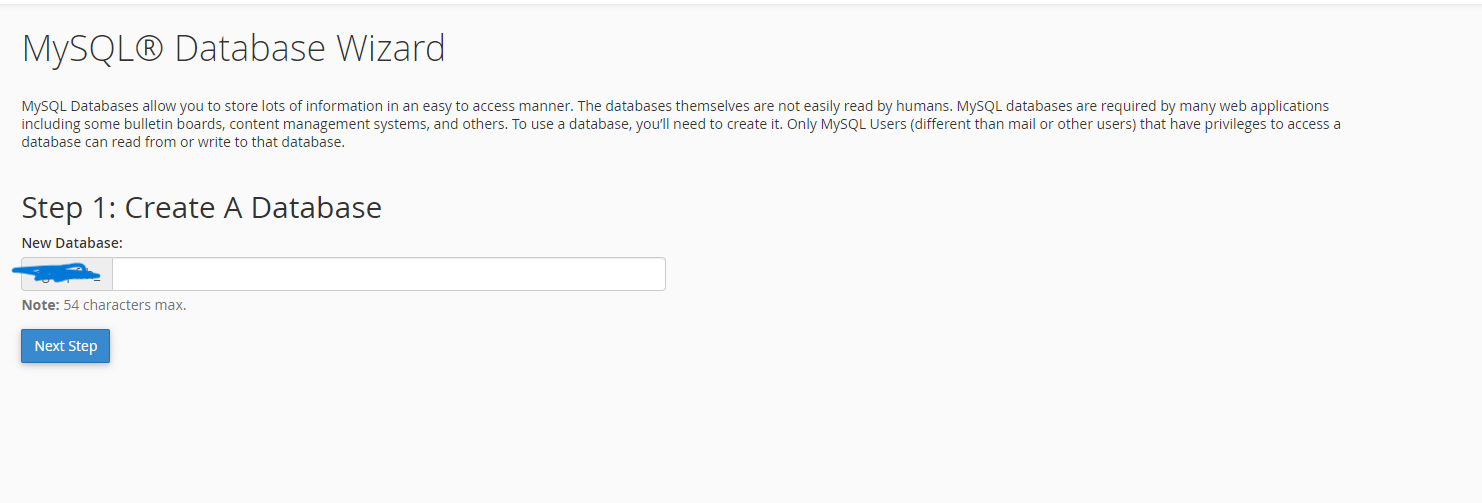 MySQL® Database Wizard
MySQL Databases allow you to store lots of information in an easy to access manner. The databases themselves are not easily read by humans. MySQL databases are required by many web applications
including some bulletin boards, content management systems, and others. To use a database, you’ll need to create it. Only MySQL Users (different than mail or other users) that have privileges to access a
database can read from or write to that database.
Step 1: Create A Database
New Database:
Note: 54 characters max.
Next Step